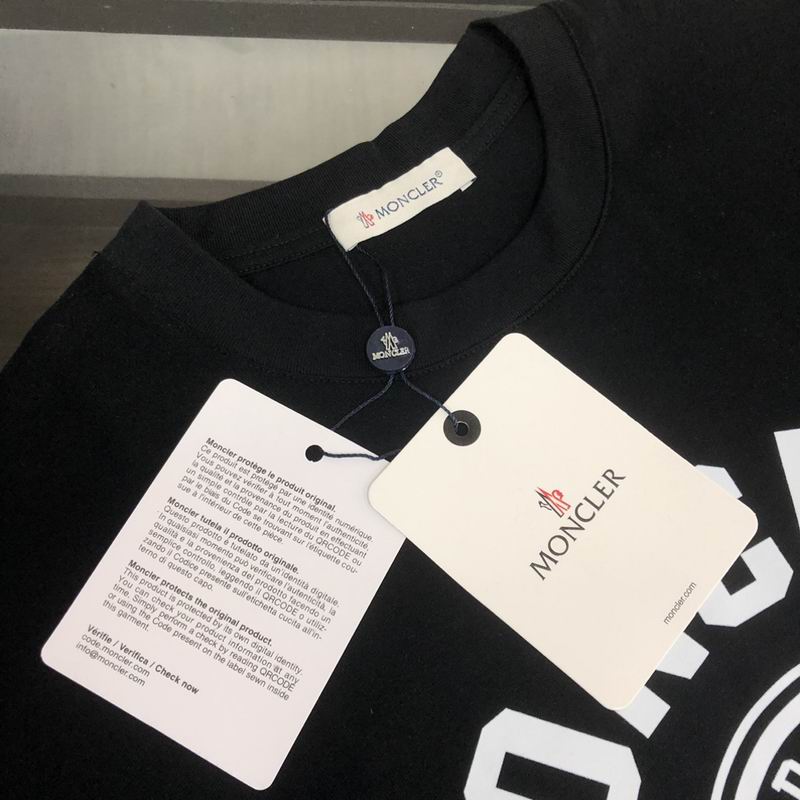 MONCLER®
MONCLER
Moncler protège le produit original.
Ce produit est protégé par une identité numérique.
Vous pouvez vérifier à tout moment l'authenticité,
la qualité et la provenance du produit en effectuant
un simple contrôle par la lecture du QRCODE ou
par le biais du Code se trouvant sur l'étiquette cou-
sue à l'intérieur de cette pièce.
Moncler tutela il prodotto originale.
Questo prodotto è tutelato da un'identità digitale.
In qualsiasi momento può verificare l'autenticità, la
qualità e la provenienza del prodotto facendo un
semplice controllo, leggendo il QRCODE o utiliz-
zando il Codice presente sull'etichetta cucita all'in-
terno di questo capo.
Moncler protects the original product.
This product is protected by its own digital identity.
You can check your product information at any
time. Simply perform a check by reading QRCODE
or using the Code present on the label sewn inside
this garment.
Vérifie / Verifica / Check now
code.moncler.com
info@moncler.com
MONCLER
moncler.com
ONC